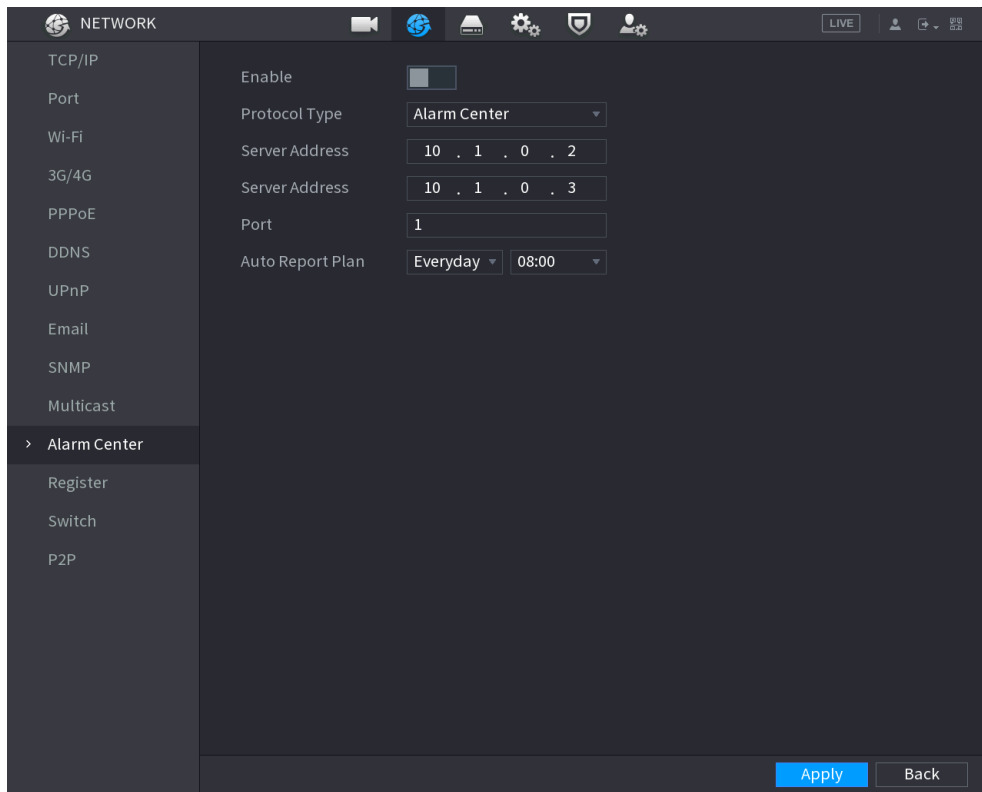 NETWORK
LIVE
TCP/IP
Port
Wi-Fi
3G/4G
PPPoE
DDNS
UPnP
Email
SNMP
Multicast
Alarm Center
Register
Switch
P2P
Enable
Protocol Type Alarm Center
Server Address 10 . 1 . 0 . 2
Server Address 10 . 1 . 0 . 3
Port 1
Auto Report Plan Everyday 08:00
Apply Back